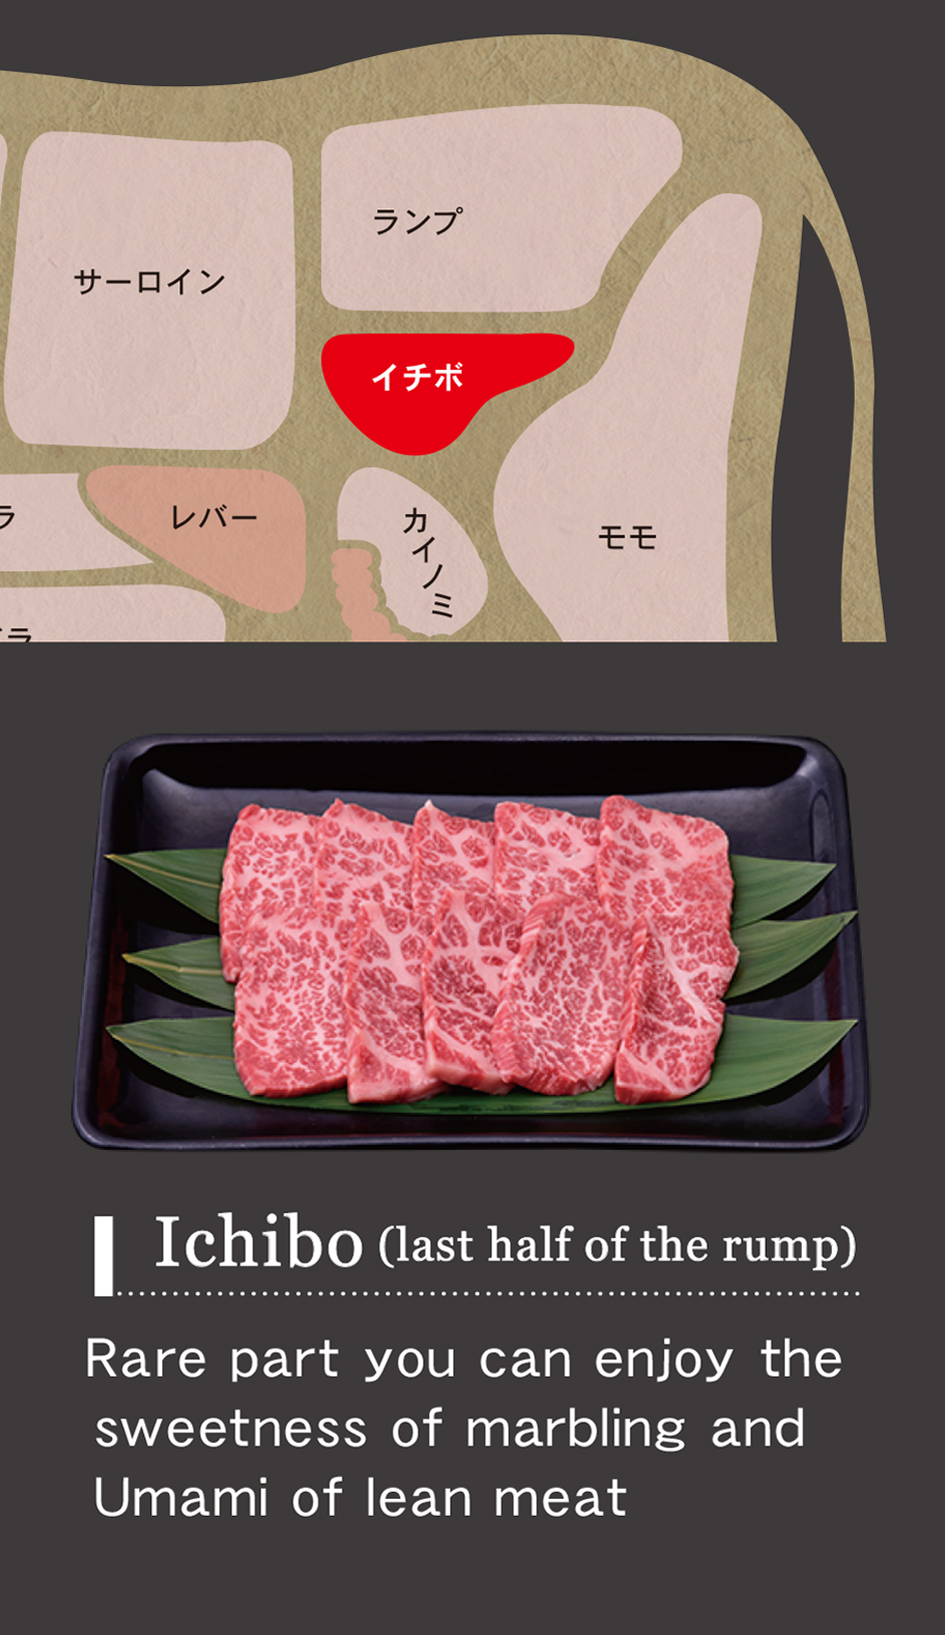 ランプ
サーロイン
イチボ
レバー
カイノミ
モモ
ラ
Ichibo (last half of the rump)
Rare part you can enjoy the
sweetness of marbling and
Umami of lean meat